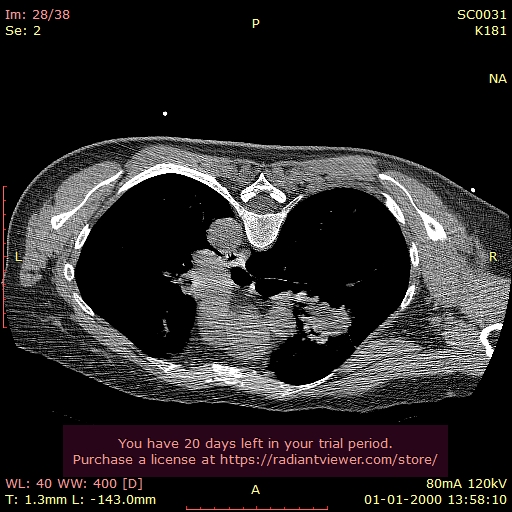 Im: 28/38
Se: 2
P
SC0031
K181
NA
L
R
You have 20 days left in your trial period.
Purchase a license at https://radiantviewer.com/store/
WL: 40 WW: 400 [D]
T: 1.3mm L: -143.0mm
A
80mA 120kV
01-01-2000 13:58:10